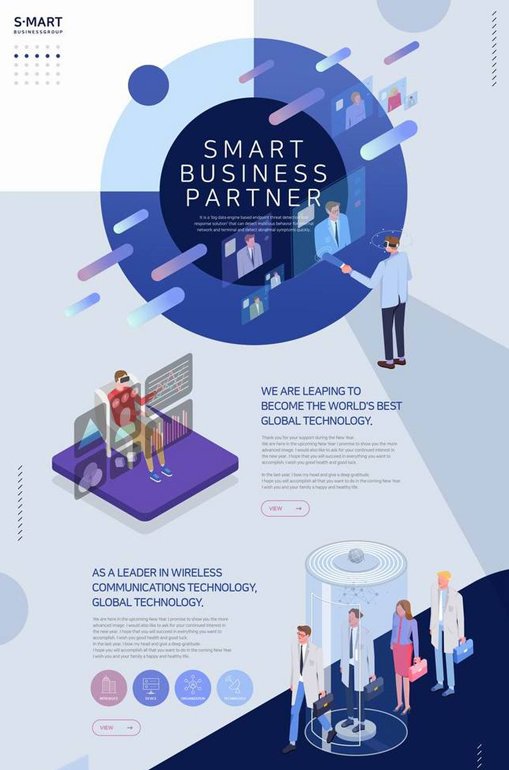 S·MART
BUSINESSGROUP
SMART
BUSINESS
PARTNER
It is a 'big data engine based endpoint threat detection and
response solution' that can detect malicious behavior for
network and terminal and detect abnormal symptoms quickly.
WE ARE LEAPING TO
BECOME THE WORLD'S BEST
GLOBAL TECHNOLOGY.
Thank you for your support during the New Year.
We are here in the upcoming New Year I promise to show you the more
advanced image. I would also like to ask for your continued interest in
the new year. I hope that you will succeed in everything you want to
accomplish. I wish you good health and good luck.
In the last year, I bow my head and give a deep gratitude.
I hope you will accomplish all that you want to do in the coming New Year.
I wish you and your family a happy and healthy life.
VIEW
AS A LEADER IN WIRELESS
COMMUNICATIONS TECHNOLOGY,
GLOBAL TECHNOLOGY.
We are here in the upcoming New Year I promise to show you the more
advanced image. I would also like to ask for your continued interest in
the new year. I hope that you will succeed in everything you want to
accomplish. I wish you good health and good luck.
In the last year, I bow my head and give a deep gratitude.
I hope you will accomplish all that you want to do in the coming New Year.
I wish you and your family a happy and healthy life.
VIEW